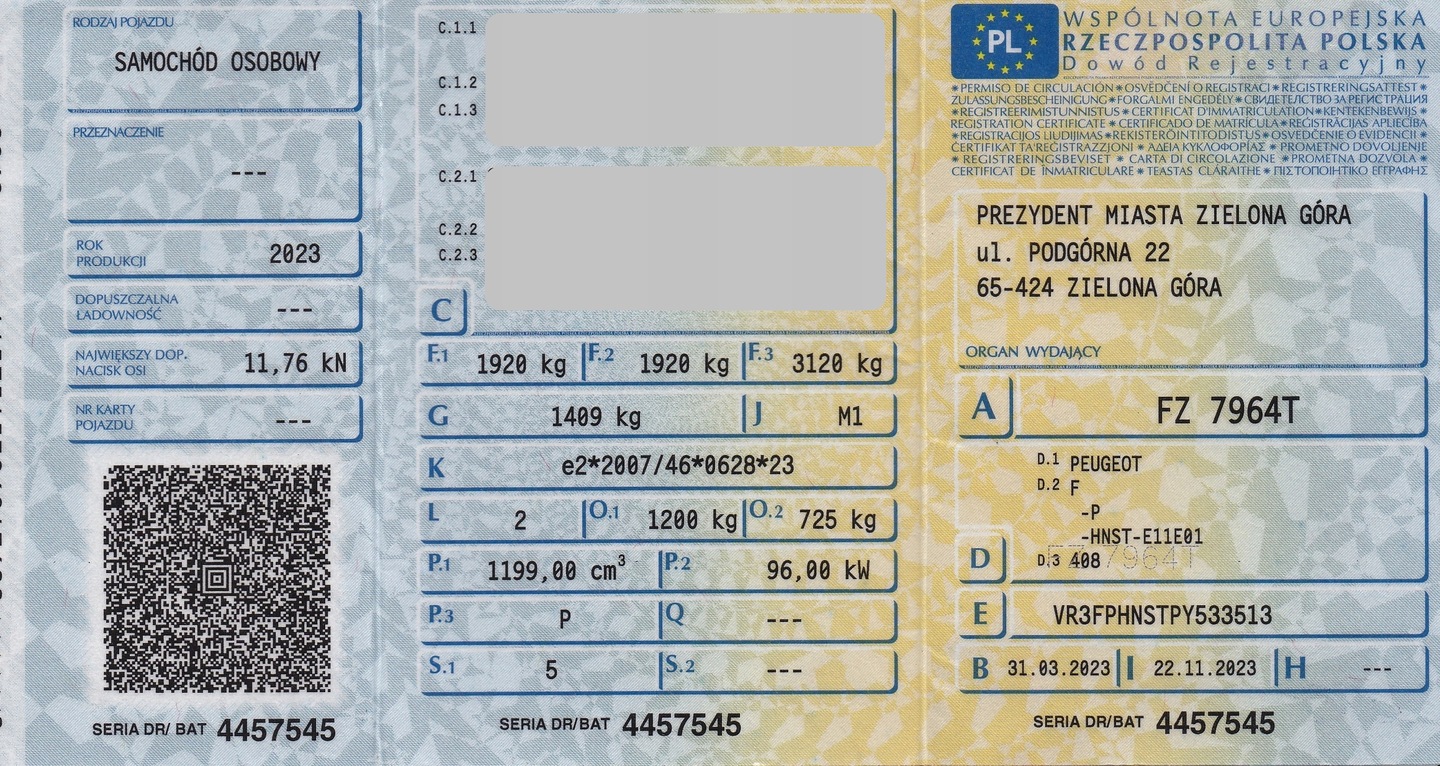 RODZAJ POJAZDU
SAMOCHÓD OSOBOWY
PRZEZNACZENIE
---
ROK PRODUKCJI
2023
DOPUSZCZALNA ŁADOWNOŚĆ
---
NAJWIĘKSZY DOP. NACISK OSI
11,76 kN
NR KARTY POJAZDU
---
SERIA DR/ BAT 4457545
C.1.1
C.1.2
C.1.3
C.2.1
C.2.2
C.2.3
C
F.1 1920 kg F.2 1920 kg F.3 3120 kg
G 1409 kg J M1
K e2*2007/46*0628*23
L 2 O.1 1200 kg O.2 725 kg
P.1 1199,00 cm³ P.2 96,00 kW
P.3 P Q ---
S.1 5 S.2 ---
SERIA DR/BAT 4457545
PL
WSPÓLNOTA EUROPEJSKA
RZECZPOSPOLITA POLSKA
Dowód Rejestracyjny
*PERMISO DE CIRCULACIÓN*OSVĚDČENÍ O REGISTRACI*REGISTRERINGSATTEST*
ZULASSUNGSBESCHEINIGUNG*FORGALMI ENGEDÉLY*СВИДЕТЕЛСТВО ЗА РЕГИСТРАЦИЯ
*REGISTREERIMISTUNNISTUS*CERTIFICAT D'IMMATRICULATION*KENTEKENBEWIJS*
REGISTRATION CERTIFICATE*CERTIFICADO DE MATRÍCULA*REĢISTRĀCIJAS APLIECĪBA
*REGISTRACIJOS LIUDIJIMAS*REKISTERÖINTITODISTUS*OSVEDČENIE O EVIDENCII*
ĊERTIFIKAT TA'REĠISTRAZZJONI*ΑΔΕΙΑ ΚΥΚΛΟΦΟΡΙΑΣ*PROMETNO DOVOLJENJE
*REGISTRERINGSBEVISET*CARTA DI CIRCOLAZIONE*PROMETNA DOZVOLA*
CERTIFICAT DE ÎNMATRICULARE*TEASTAS CLÁRAITHE*ΠΙΣΤΟΠΟΙΗΤΙΚΟ ΕΓΓΡΑΦΗΣ
PREZYDENT MIASTA ZIELONA GÓRA
ul. PODGÓRNA 22
65-424 ZIELONA GÓRA
ORGAN WYDAJĄCY
A FZ 7964T
D.1 PEUGEOT
D.2 F
-P
-HNST-E11E01
D D.3 408
FZ 7964T
E VR3FPHNSTPY533513
B 31.03.2023 I 22.11.2023 H ---
SERIA DR/BAT 4457545